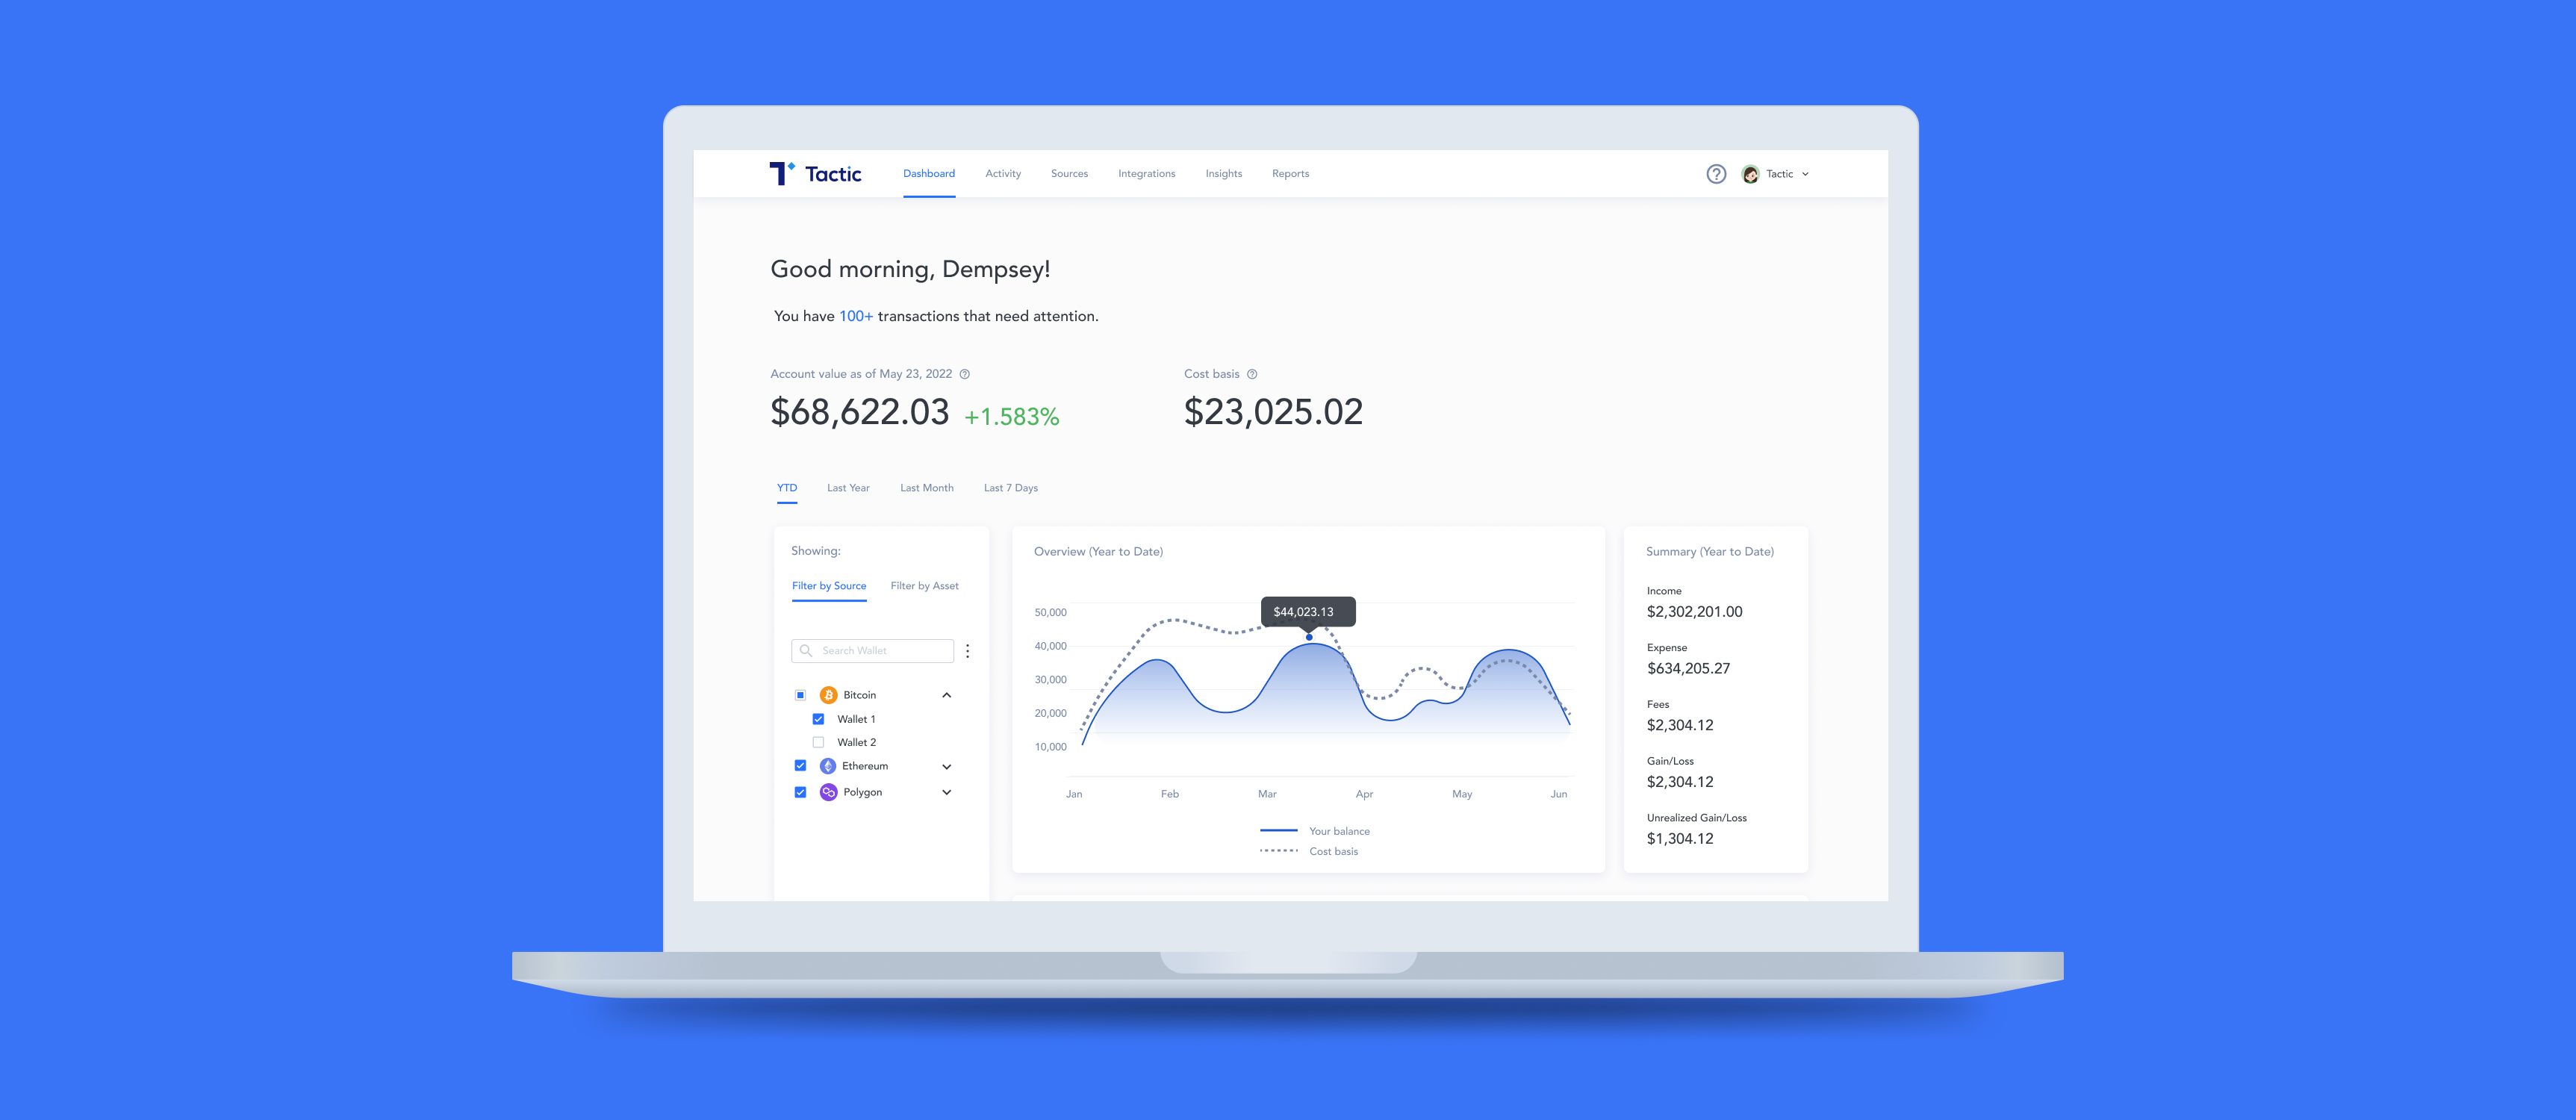 Tactic Dashboard Activity Sources Integrations Insights Reports Tactic
Good morning, Dempsey!
You have 100+ transactions that need attention.
Account value as of May 23, 2022
$68,622.03 +1.583%
Cost basis
$23,025.02
YTD Last Year Last Month Last 7 Days
Showing:
Filter by Source Filter by Asset
Search Wallet
Bitcoin
Wallet 1
Wallet 2
Ethereum
Polygon
Overview (Year to Date)
$44,023.13
50,000
40,000
30,000
20,000
10,000
Jan Feb Mar Apr May Jun
Your balance
Cost basis
Summary (Year to Date)
Income
$2,302,201.00
Expense
$634,205.27
Fees
$2,304.12
Gain/Loss
$2,304.12
Unrealized Gain/Loss
$1,304.12